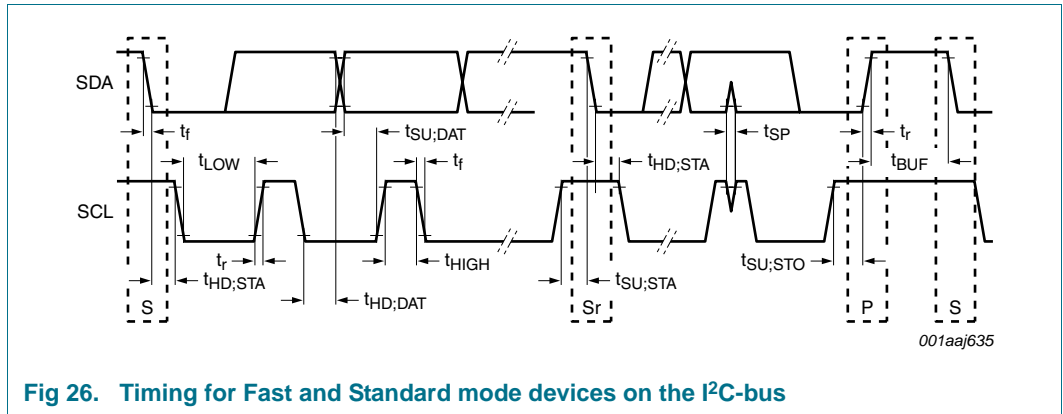 SDA
t_f
t_SU;DAT
t_SP
t_r
t_LOW
t_f
t_HD;STA
t_BUF
SCL
t_r
t_HIGH
t_SU;STO
t_HD;STA
t_SU;STA
t_HD;DAT
S
Sr
P
S
001aaj635
Fig 26. Timing for Fast and Standard mode devices on the I²C-bus